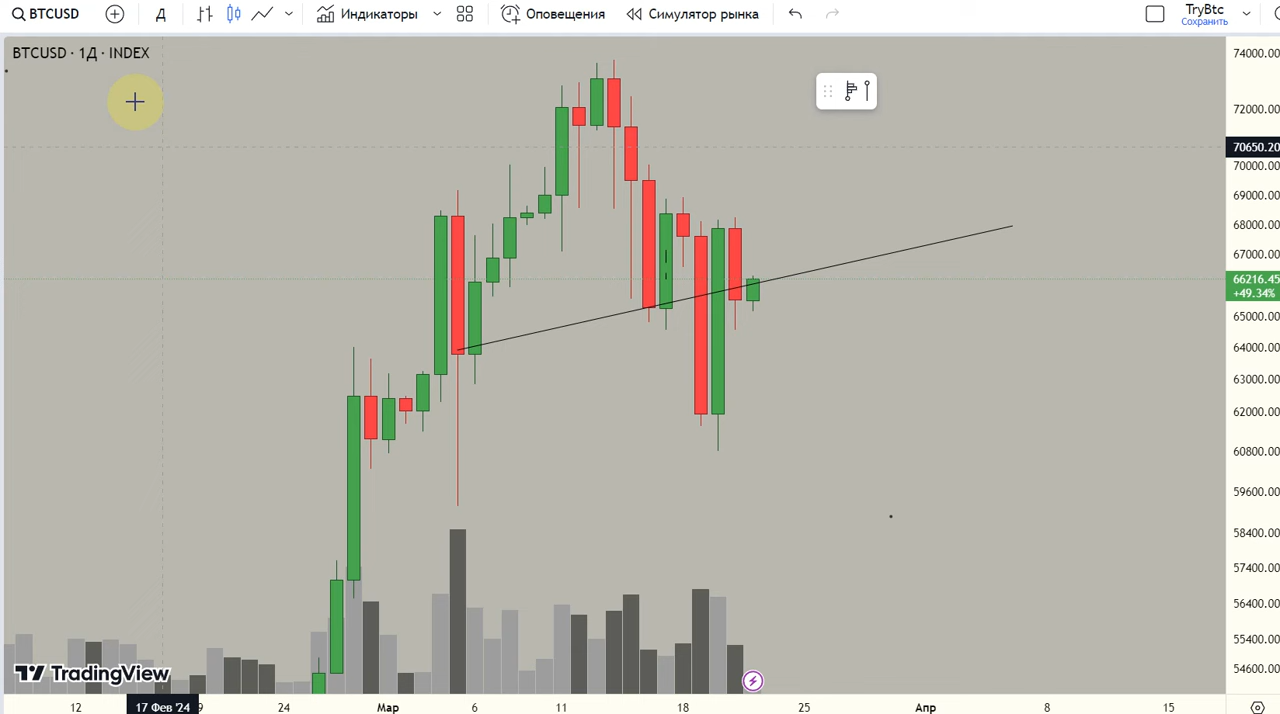 BTCUSD
Д
Индикаторы
Оповещения
Симулятор рынка
TryBtc
Сохранить
BTCUSD · 1Д · INDEX
74000.00
72000.00
70650.20
70000.00
69000.00
68000.00
67000.00
66216.45
+49.34%
65000.00
64000.00
63000.00
62000.00
60800.00
59600.00
58400.00
57400.00
56400.00
55400.00
54600.00
TradingView
12
17 Фев '24
9
24
Мар
6
11
18
25
Апр
8
15